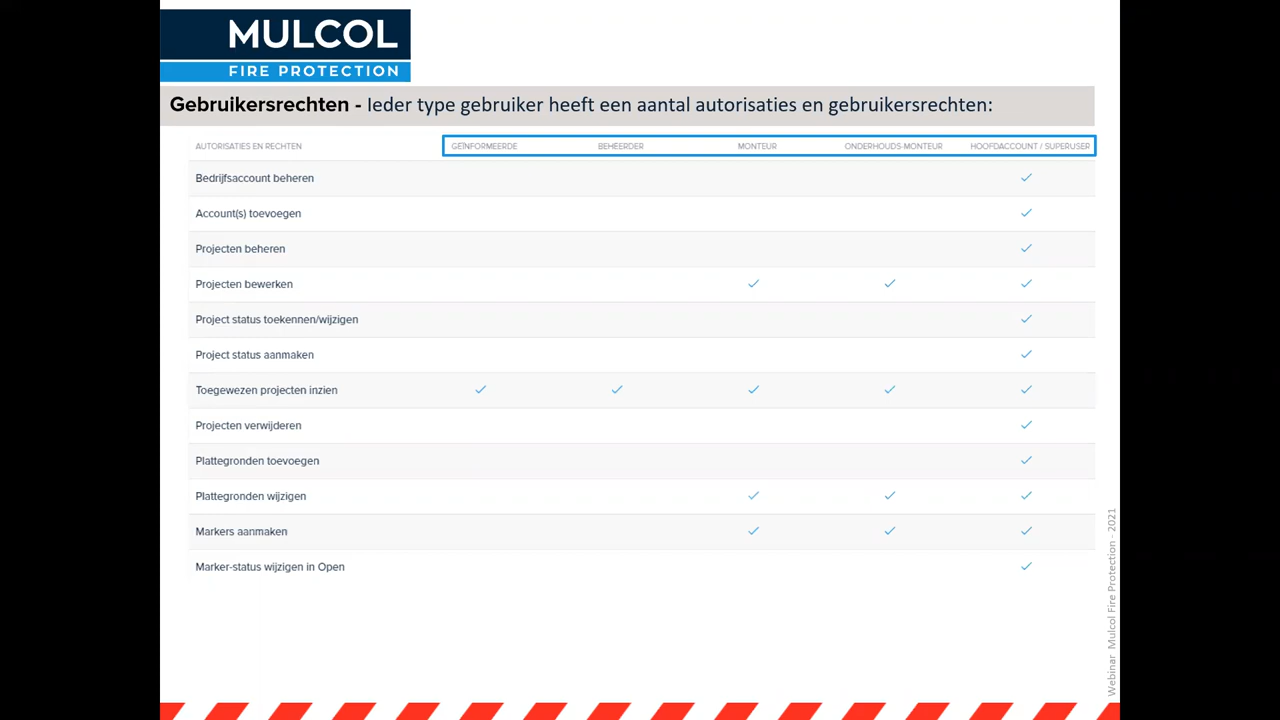 MULCOL
FIRE PROTECTION
Gebruikersrechten - Ieder type gebruiker heeft een aantal autorisaties en gebruikersrechten:
AUTORISATIES EN RECHTEN GEÏNFORMEERDE BEHEERDER MONTEUR ONDERHOUDS-MONTEUR HOOFDACCOUNT / SUPERUSER
Bedrijfsaccount beheren ✓
Account(s) toevoegen ✓
Projecten beheren ✓
Projecten bewerken ✓ ✓ ✓
Project status toekennen/wijzigen ✓
Project status aanmaken ✓
Toegewezen projecten inzien ✓ ✓ ✓ ✓ ✓
Projecten verwijderen ✓
Plattegronden toevoegen ✓
Plattegronden wijzigen ✓ ✓ ✓
Markers aanmaken ✓ ✓ ✓
Marker-status wijzigen in Open ✓
Webinar Mulcol Fire Protection - 2021